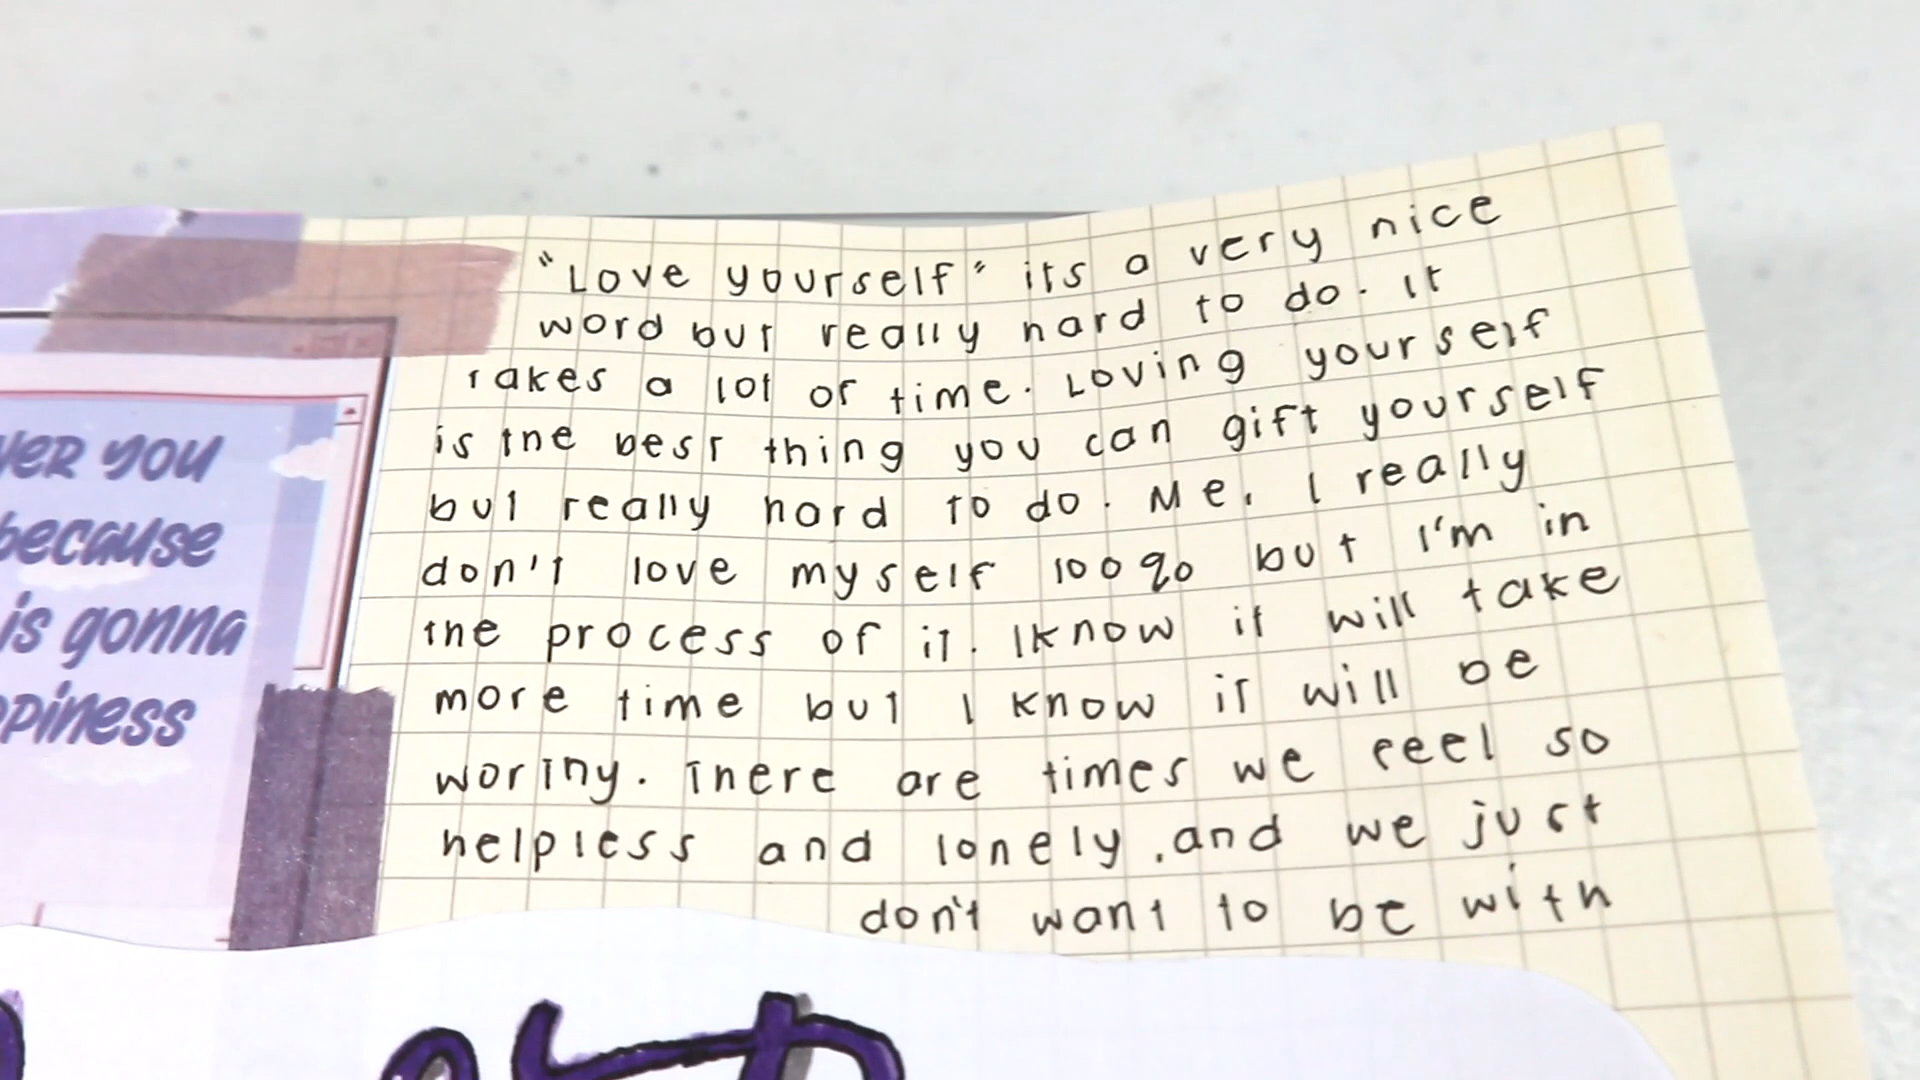 "Love yourself" its a very nice
word but really hard to do. It
takes a lot of time. Loving yourself
is the best thing you can gift yourself
but really hard to do. Me, I really
don't love myself 100% but I'm in
the process of it. I know it will take
more time but I know it will be
worthy. There are times we feel so
helpless and lonely, and we just
don't want to be with
VER YOU
because
is gonna